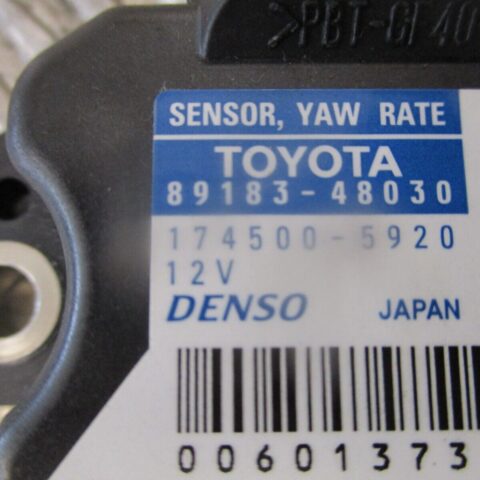 >PBT-GF40
SENSOR, YAW RATE
TOYOTA
89183-48030
174500-5920
12V
DENSO JAPAN
00601373